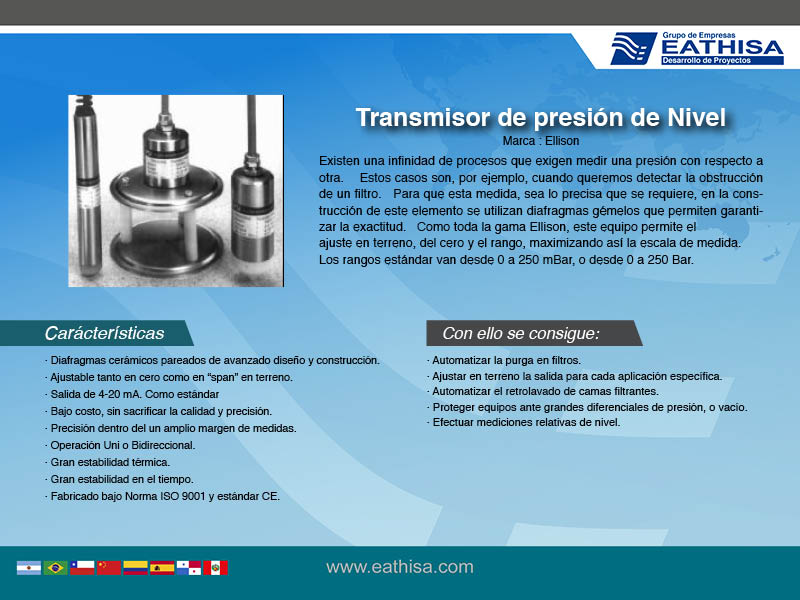 Grupo de Empresas
EATHISA
Desarrollo de Proyectos
Transmisor de presión de Nivel
Marca : Ellison
Existen una infinidad de procesos que exigen medir una presión con respecto a
otra. Estos casos son, por ejemplo, cuando queremos detectar la obstrucción
de un filtro. Para que esta medida, sea lo precisa que se requiere, en la cons-
trucción de este elemento se utilizan diafragmas gémelos que permiten garanti-
zar la exactitud. Como toda la gama Ellison, este equipo permite el
ajuste en terreno, del cero y el rango, maximizando así la escala de medida.
Los rangos estándar van desde 0 a 250 mBar, o desde 0 a 250 Bar.
Carácterísticas
· Diafragmas cerámicos pareados de avanzado diseño y construcción.
· Ajustable tanto en cero como en “span” en terreno.
· Salida de 4-20 mA. Como estándar
· Bajo costo, sin sacrificar la calidad y precisión.
· Precisión dentro del un amplio margen de medidas.
· Operación Uni o Bidireccional.
· Gran estabilidad térmica.
· Gran estabilidad en el tiempo.
· Fabricado bajo Norma ISO 9001 y estándar CE.
Con ello se consigue:
· Automatizar la purga en filtros.
· Ajustar en terreno la salida para cada aplicación específica.
· Automatizar el retrolavado de camas filtrantes.
· Proteger equipos ante grandes diferenciales de presión, o vacío.
· Efectuar mediciones relativas de nivel.
www.eathisa.com